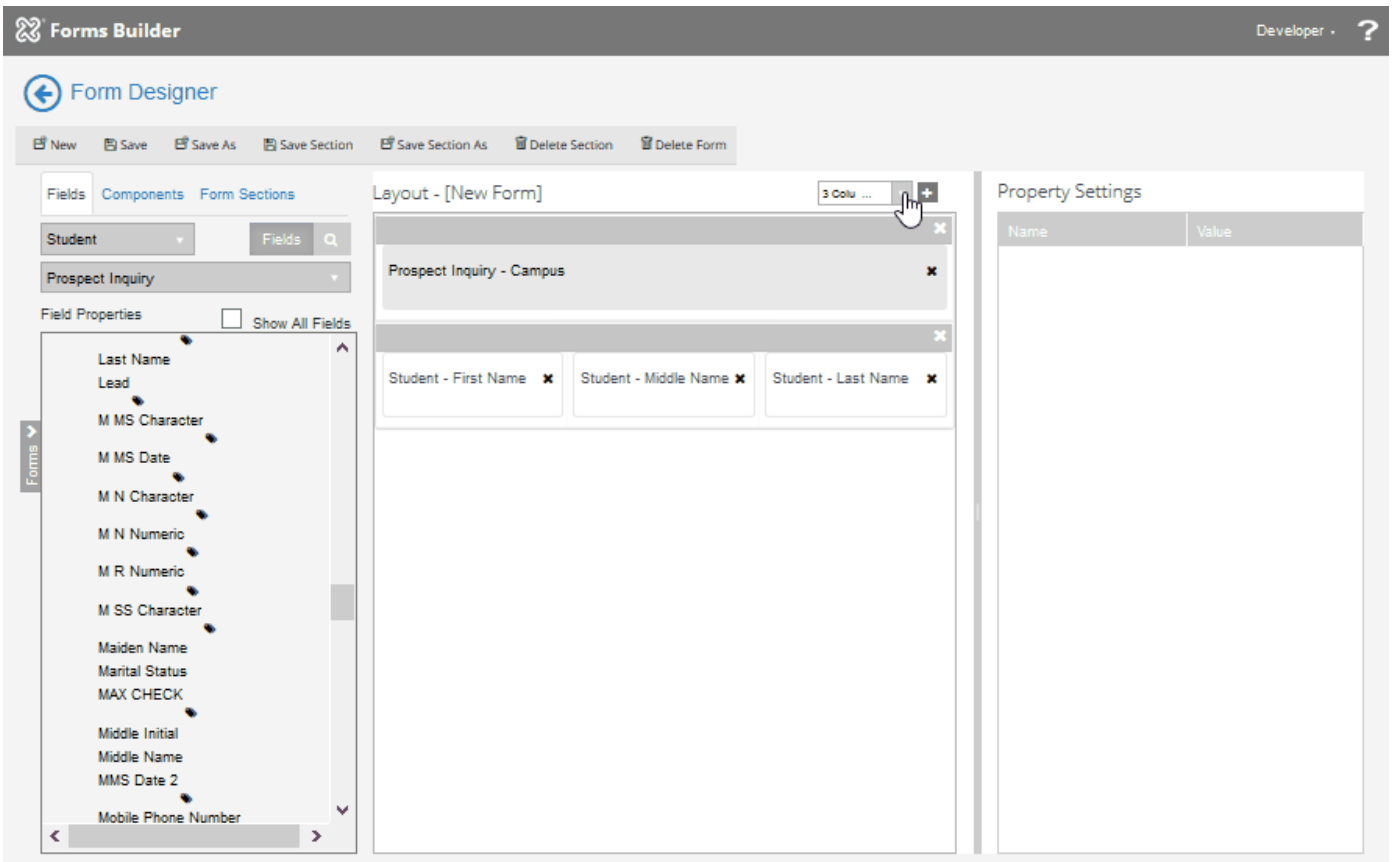 Forms Builder
Developer
?
Form Designer
New Save Save As Save Section Save Section As Delete Section Delete Form
Fields Components Form Sections
Student Fields
Prospect Inquiry
Field Properties Show All Fields
Last Name
Lead
M MS Character
M MS Date
M N Character
M N Numeric
M R Numeric
M SS Character
Maiden Name
Marital Status
MAX CHECK
Middle Initial
Middle Name
MMS Date 2
Mobile Phone Number
Forms
Layout - [New Form] 3 Colu ...
Prospect Inquiry - Campus
Student - First Name Student - Middle Name Student - Last Name
Property Settings
Name Value